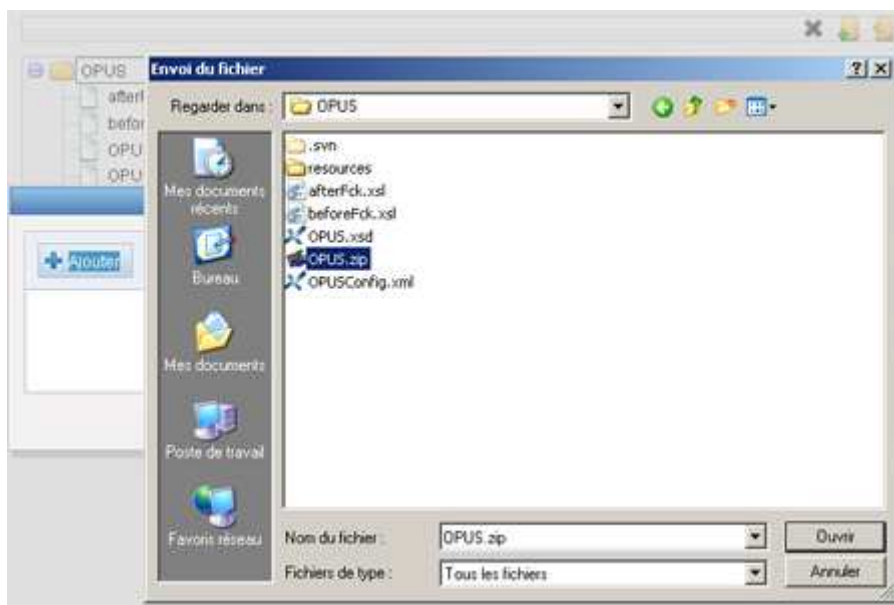 OPUS
Envoi du fichier
Regarder dans :
OPUS
.svn
resources
afterFck.xsl
beforeFck.xsl
OPUS.xsd
OPUS.zip
OPUSConfig.xml
Mes documents
récents
Bureau
Mes documents
Poste de travail
Favoris réseau
Ajouter
Nom du fichier :
OPUS.zip
Ouvrir
Fichiers de type :
Tous les fichiers
Annuler